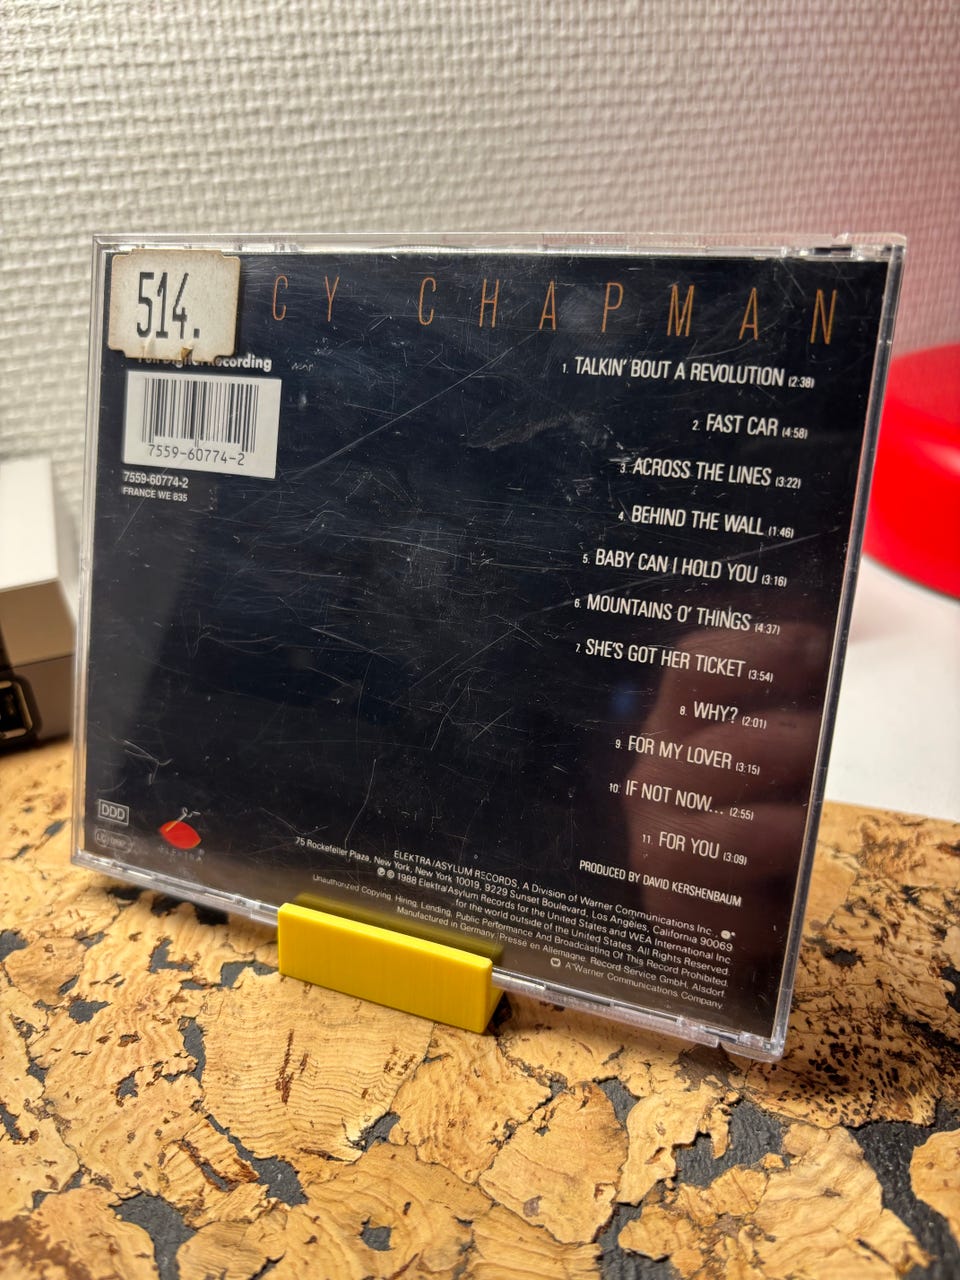 514.
CY CHAPMAN
Full Digital Recording
7559-60774-2
7559-60774-2
FRANCE WE 835
1. TALKIN' BOUT A REVOLUTION (2:38)
2. FAST CAR (4:58)
3. ACROSS THE LINES (3:22)
4. BEHIND THE WALL (1:46)
5. BABY CAN I HOLD YOU (3:16)
6. MOUNTAINS O' THINGS (4:37)
7. SHE'S GOT HER TICKET (3:54)
8. WHY? (2:01)
9. FOR MY LOVER (3:15)
10. IF NOT NOW... (2:55)
11. FOR YOU (3:09)
PRODUCED BY DAVID KERSHENBAUM
DDD
ELEKTRA
ELEKTRA/ASYLUM RECORDS, A Division of Warner Communications Inc.,
75 Rockefeller Plaza, New York, New York 10019, 9229 Sunset Boulevard, Los Angeles, California 90069
℗ © 1988 Elektra/Asylum Records for the United States and WEA International Inc.
for the world outside of the United States. All Rights Reserved.
Unauthorized Copying, Hiring, Lending, Public Performance And Broadcasting Of This Record Prohibited.
Manufactured in Germany/Pressé en Allemagne. Record Service GmbH, Alsdorf.
A Warner Communications Company